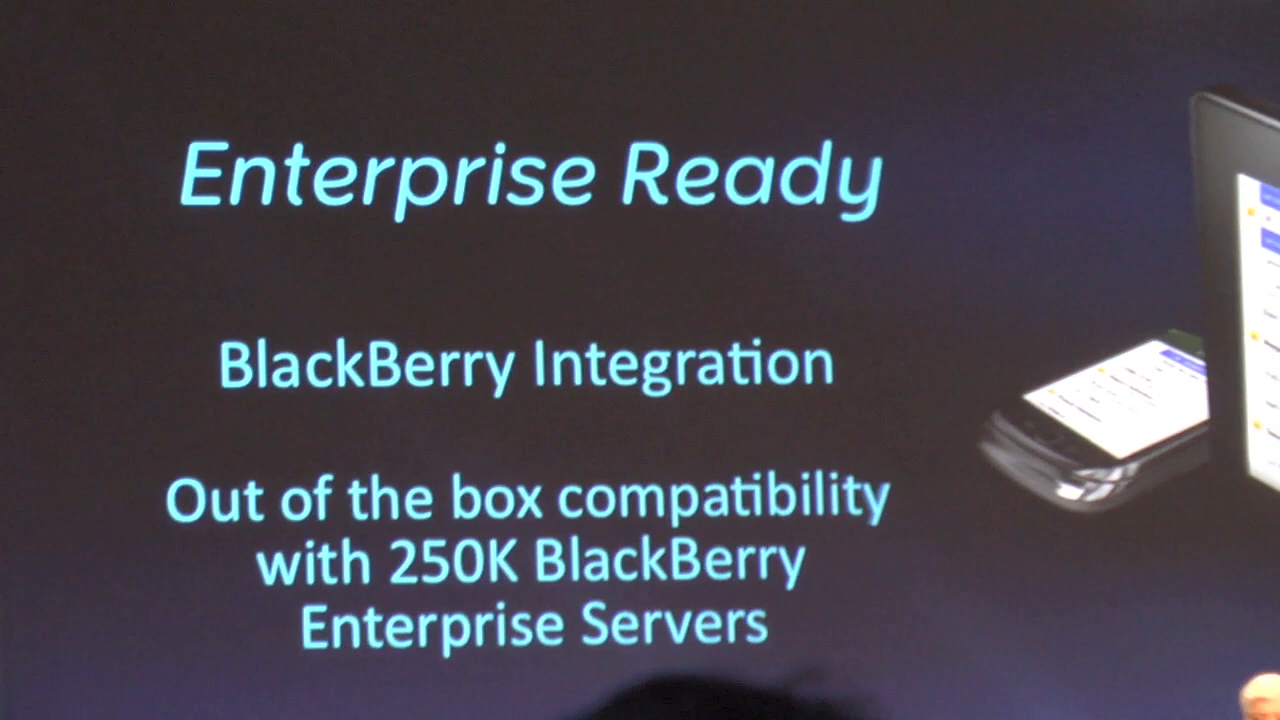 Enterprise Ready
BlackBerry Integration
Out of the box compatibility
with 250K BlackBerry
Enterprise Servers